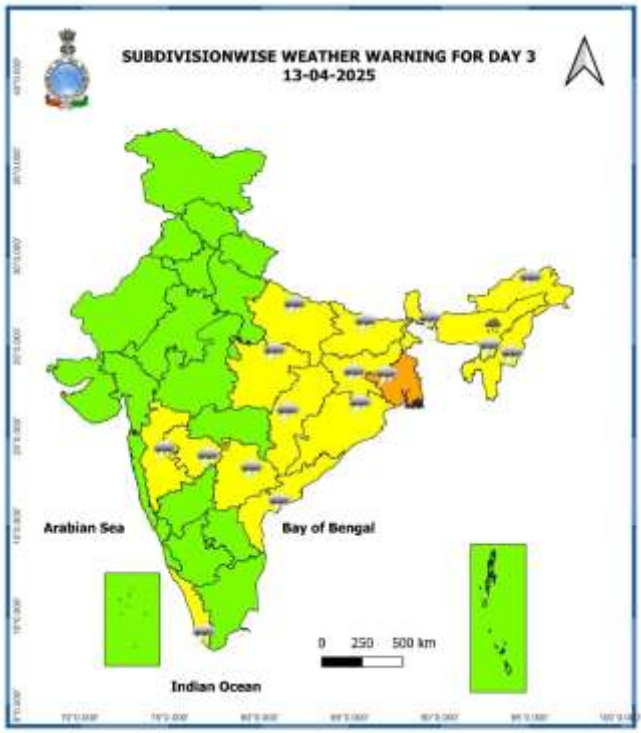 SUBDIVISIONWISE WEATHER WARNING FOR DAY 3
13-04-2025
Arabian Sea
Bay of Bengal
0 250 500 km
Indian Ocean